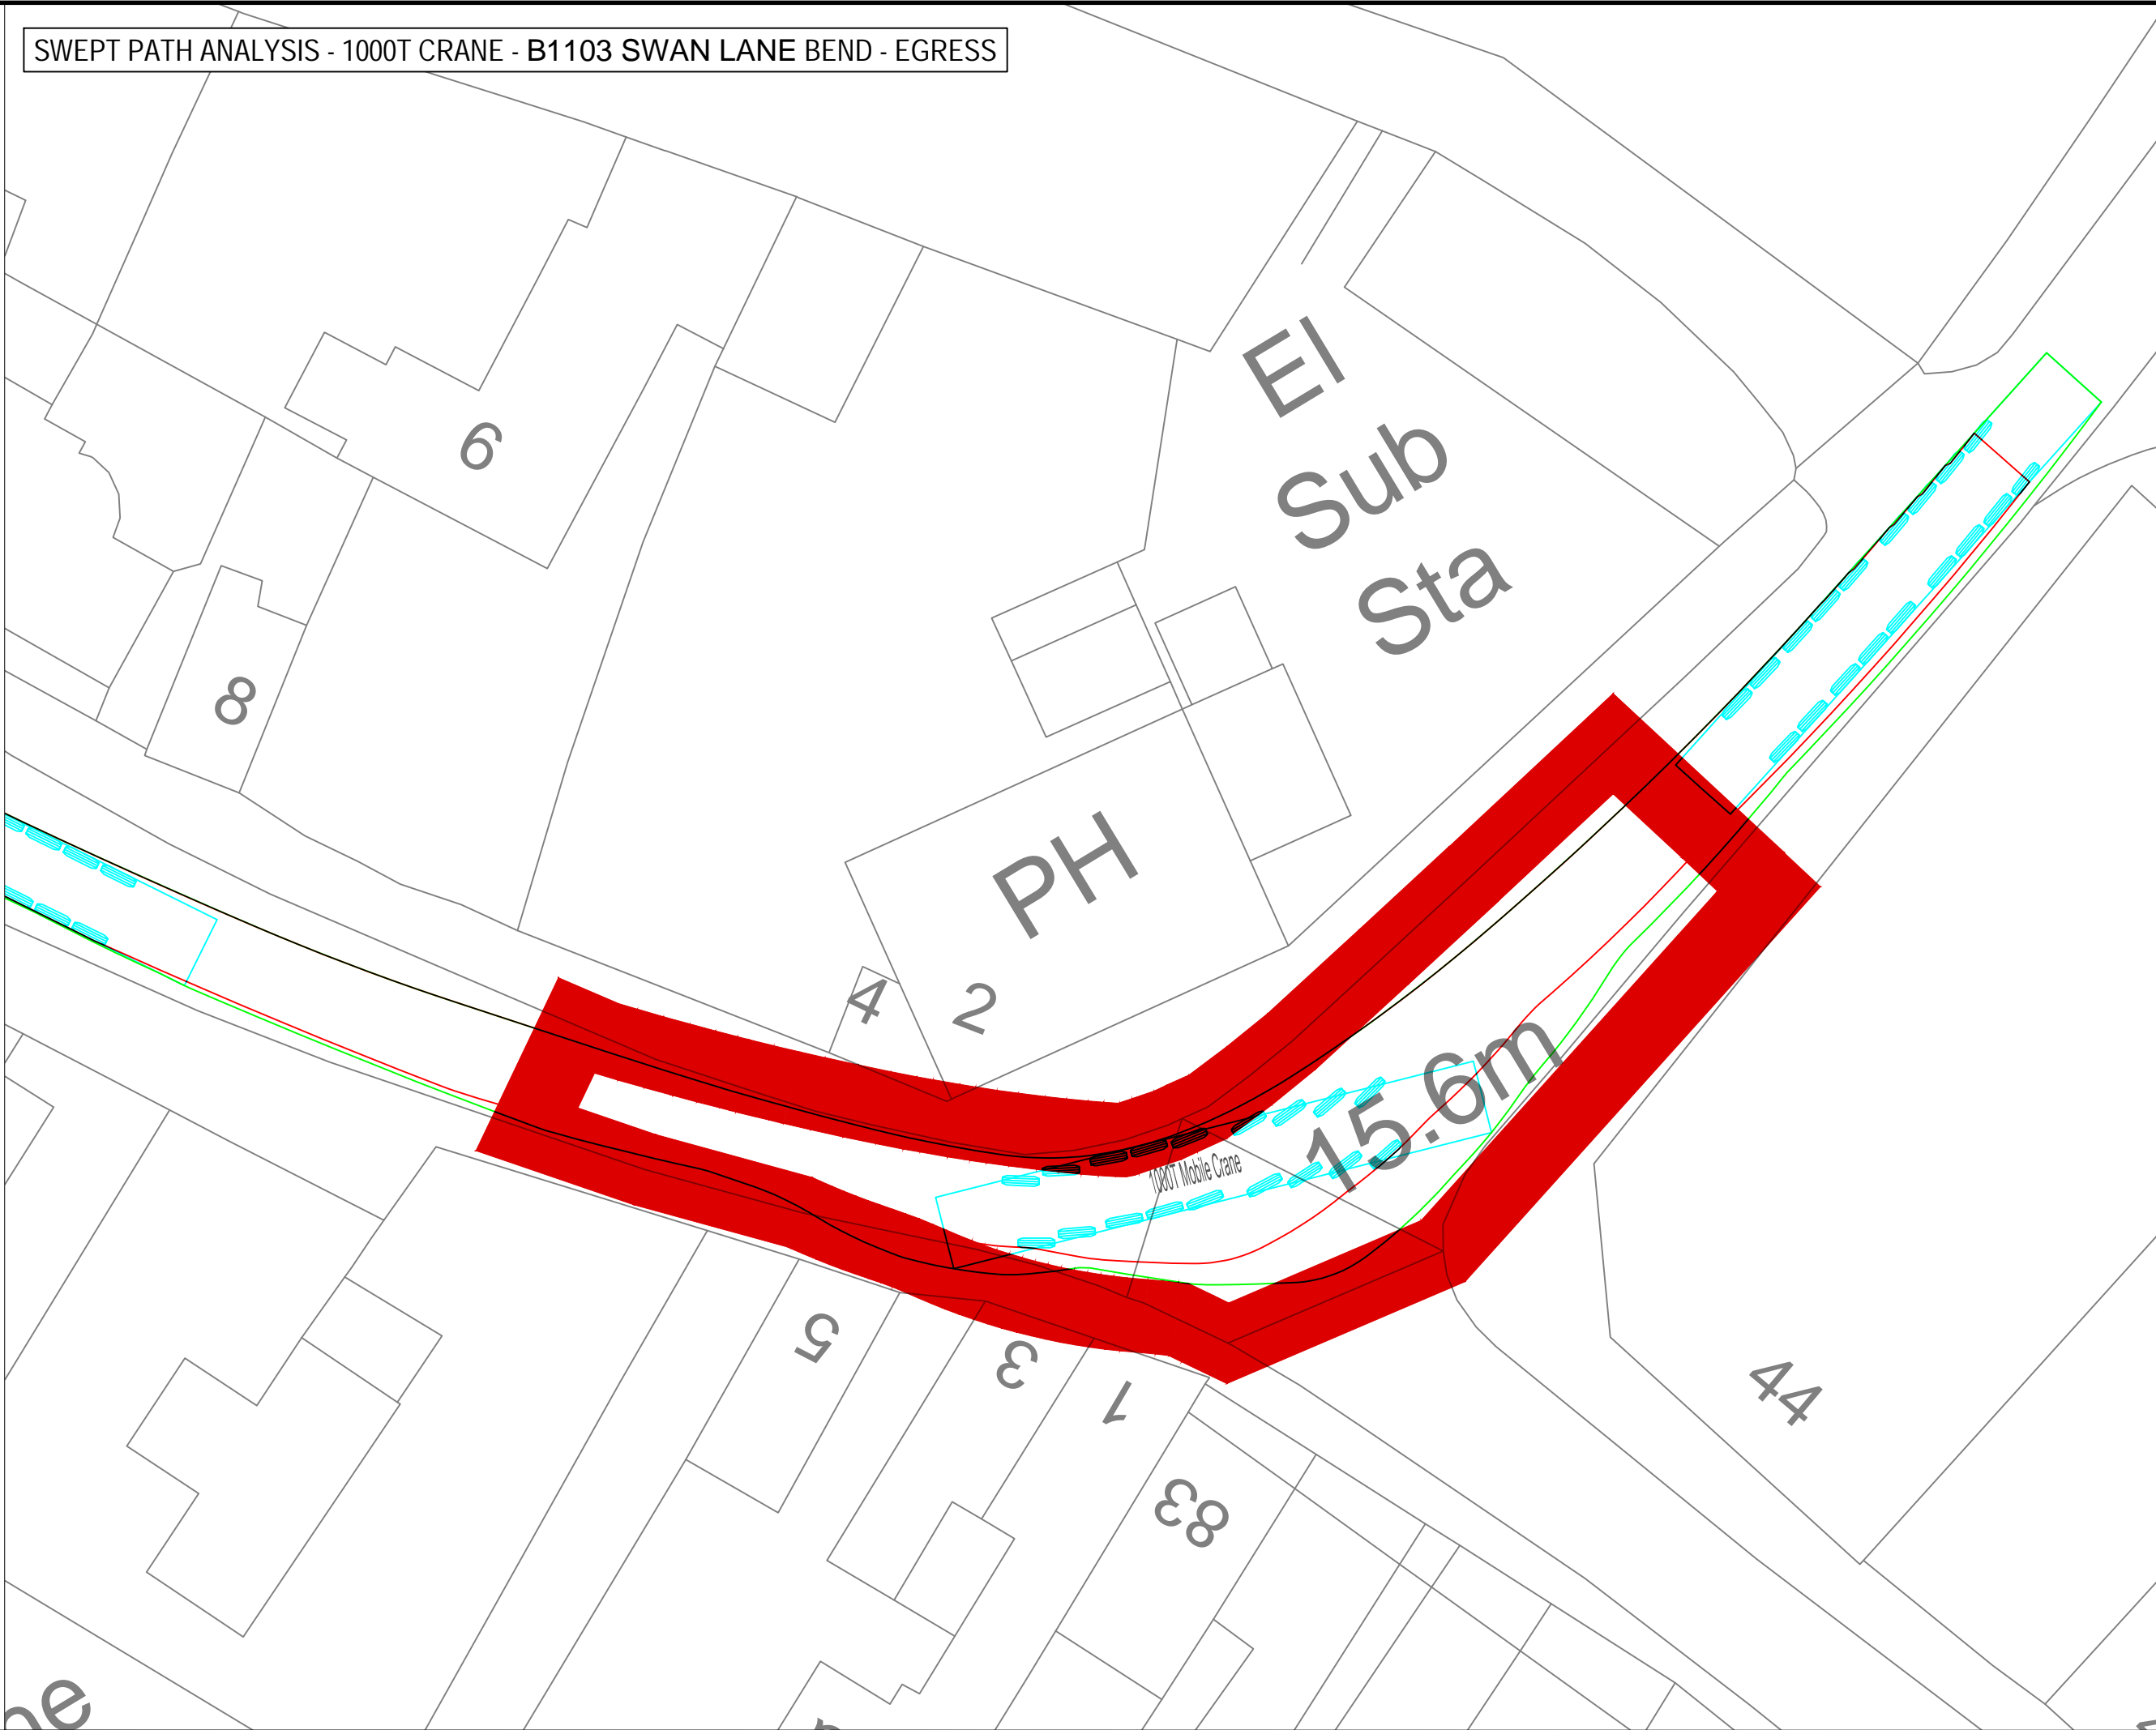 SWEPT PATH ANALYSIS - 1000T CRANE - B1103 SWAN LANE BEND - EGRESS
El
Sub
Sta
6
8
PH
4
2
15.6m
1000T Mobile Crane
5
3
1
44
83